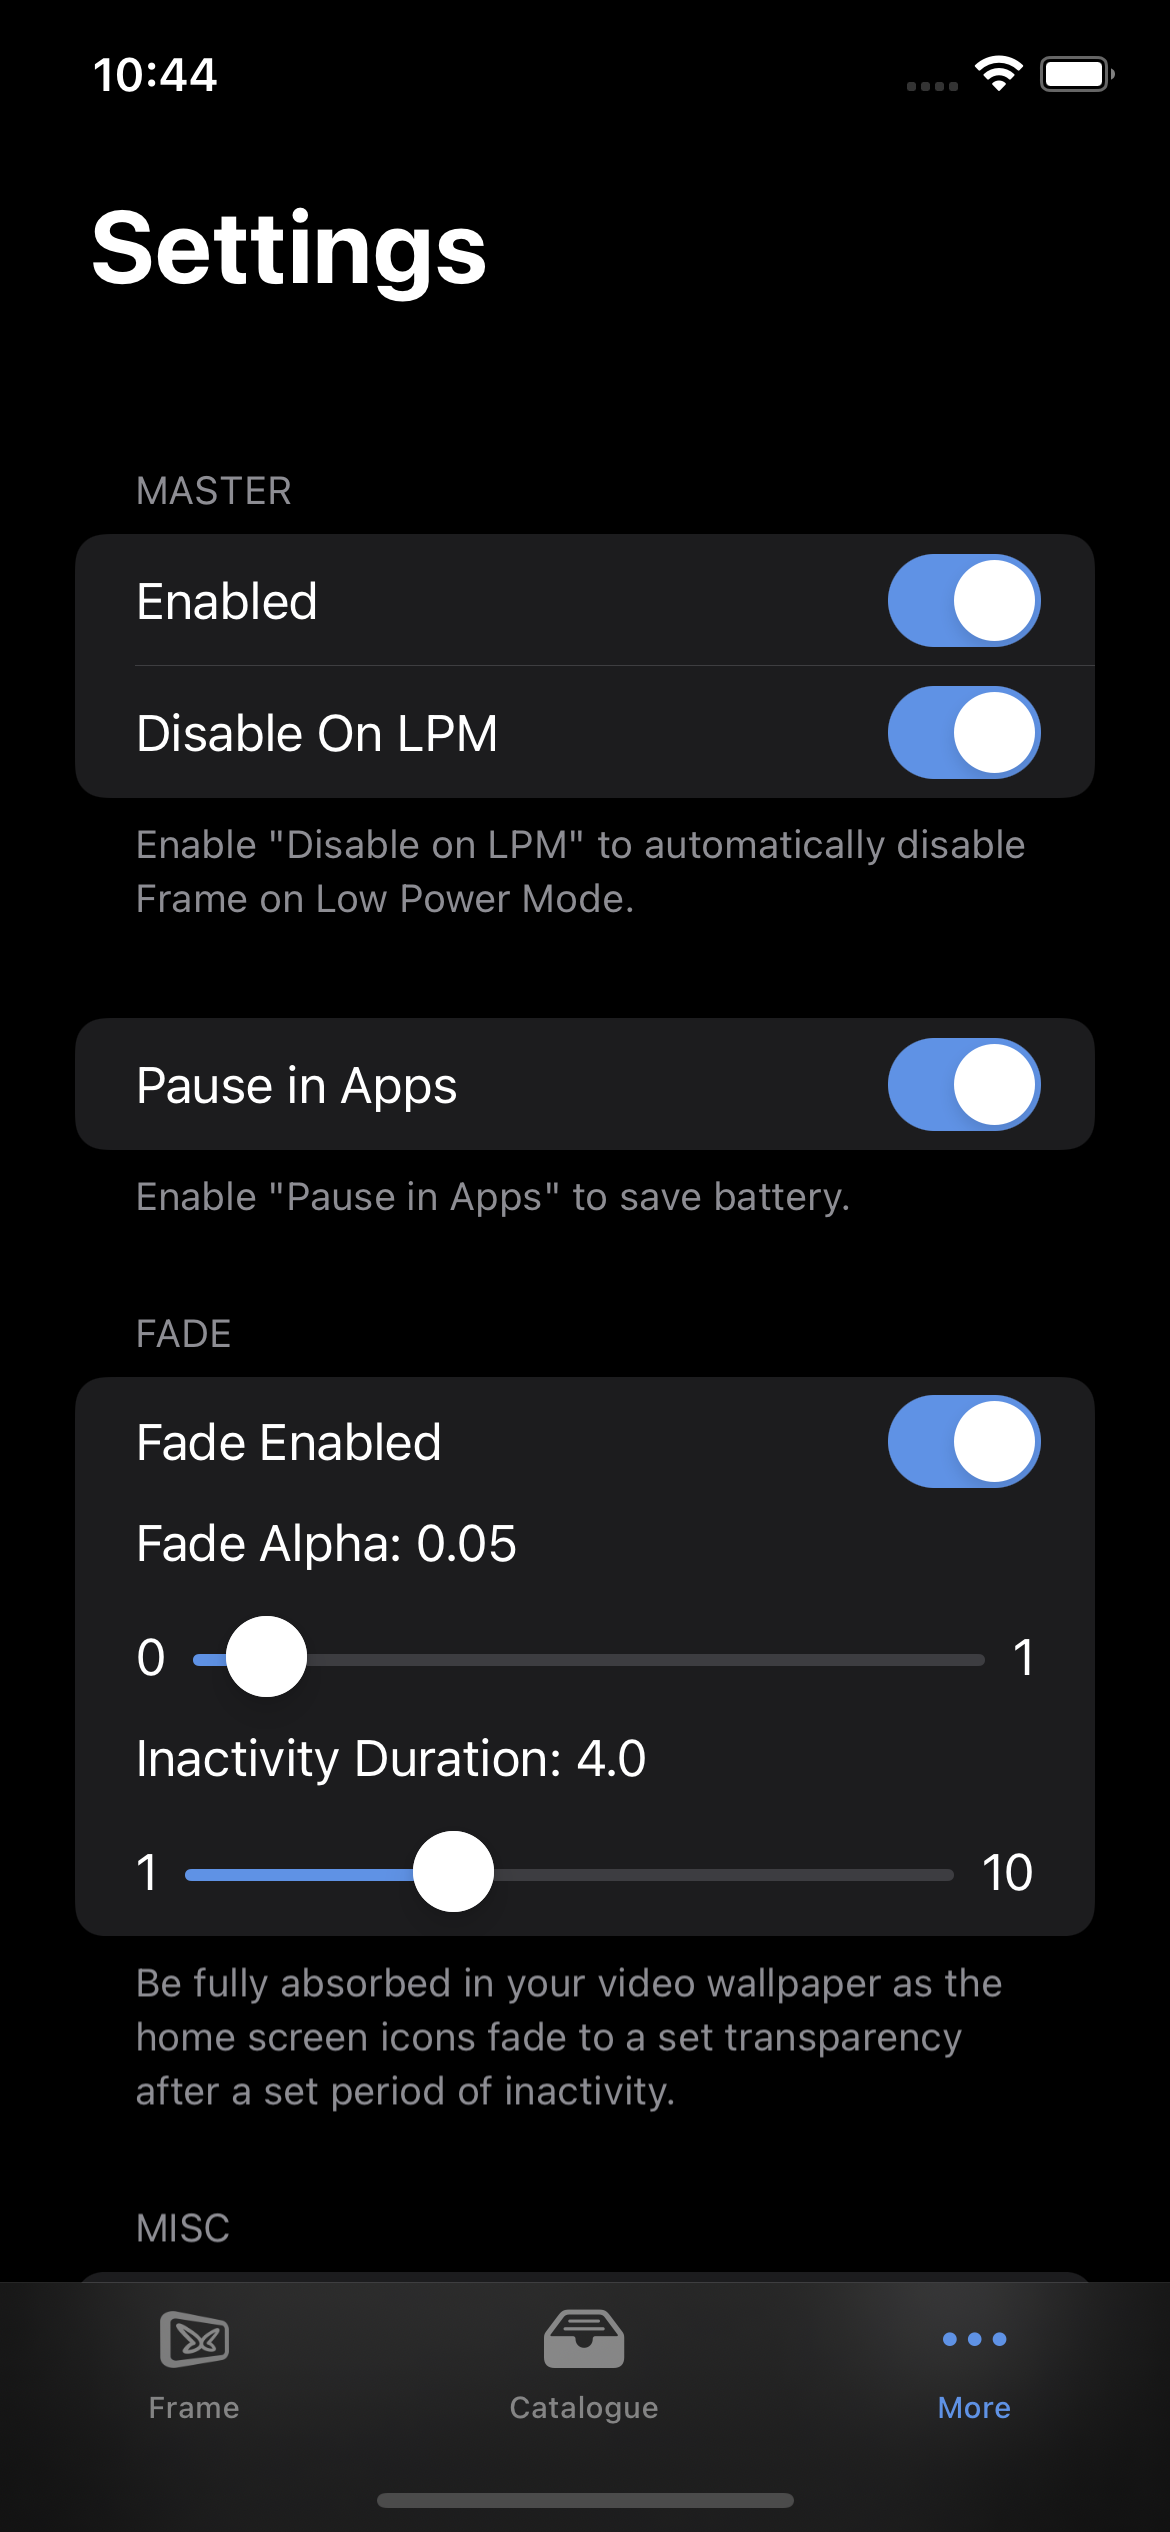 10:44
Settings
MASTER
Enabled
Disable On LPM
Enable "Disable on LPM" to automatically disable
Frame on Low Power Mode.
Pause in Apps
Enable "Pause in Apps" to save battery.
FADE
Fade Enabled
Fade Alpha: 0.05
0 1
Inactivity Duration: 4.0
1 10
Be fully absorbed in your video wallpaper as the
home screen icons fade to a set transparency
after a set period of inactivity.
MISC
Frame Catalogue More